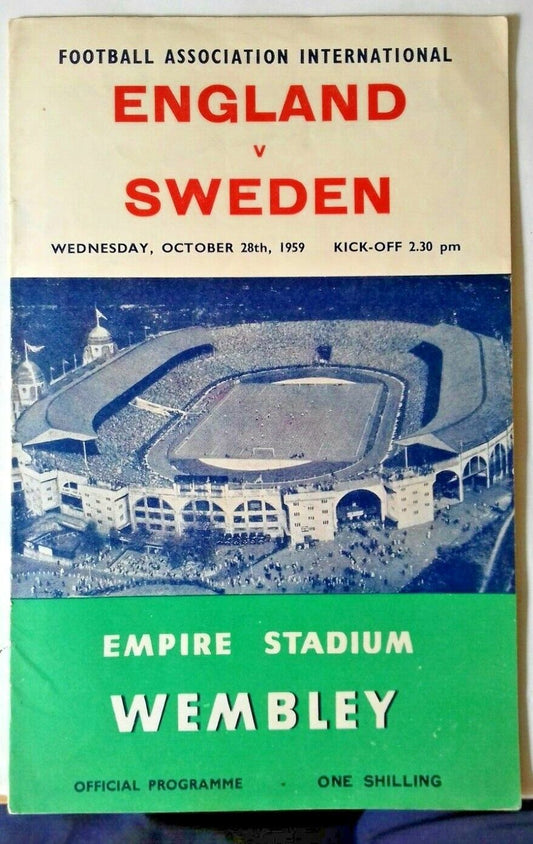 FOOTBALL ASSOCIATION INTERNATIONAL
ENGLAND
V
SWEDEN
WEDNESDAY, OCTOBER 28th, 1959 KICK-OFF 2.30 pm
EMPIRE STADIUM
WEMBLEY
OFFICIAL PROGRAMME - ONE SHILLING